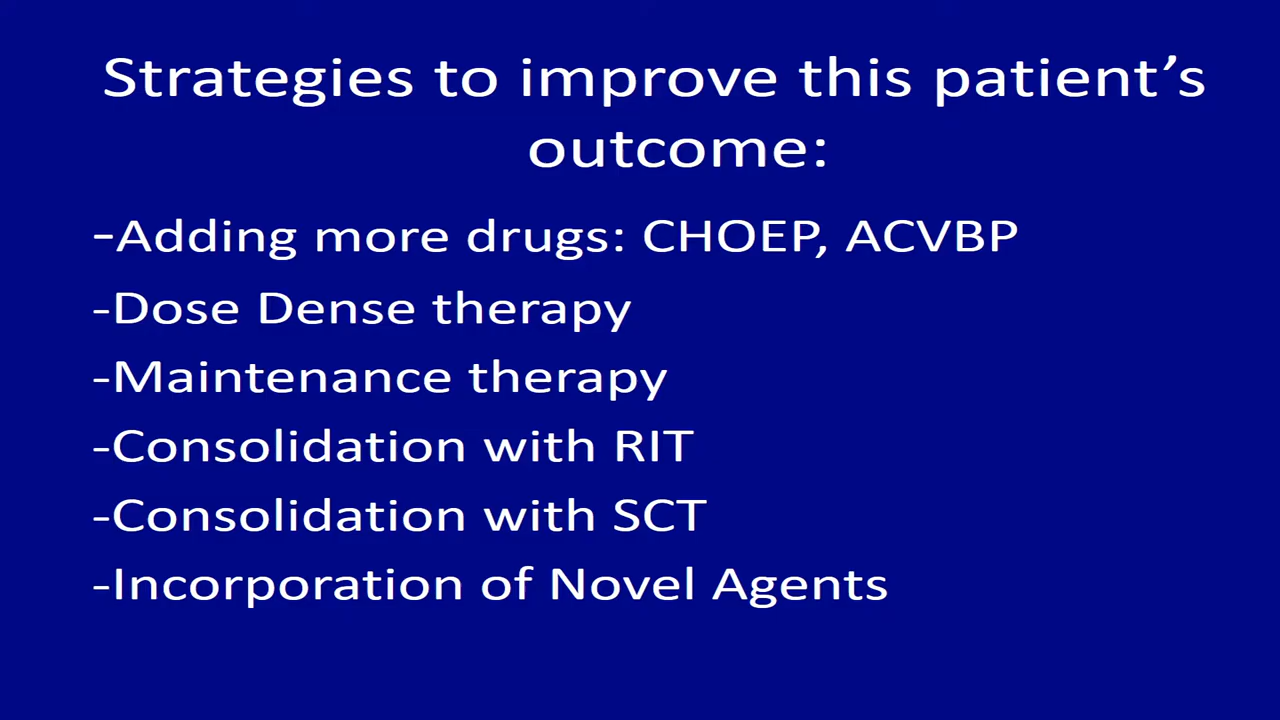 Strategies to improve this patient’s
outcome:
-Adding more drugs: CHOEP, ACVBP
-Dose Dense therapy
-Maintenance therapy
-Consolidation with RIT
-Consolidation with SCT
-Incorporation of Novel Agents